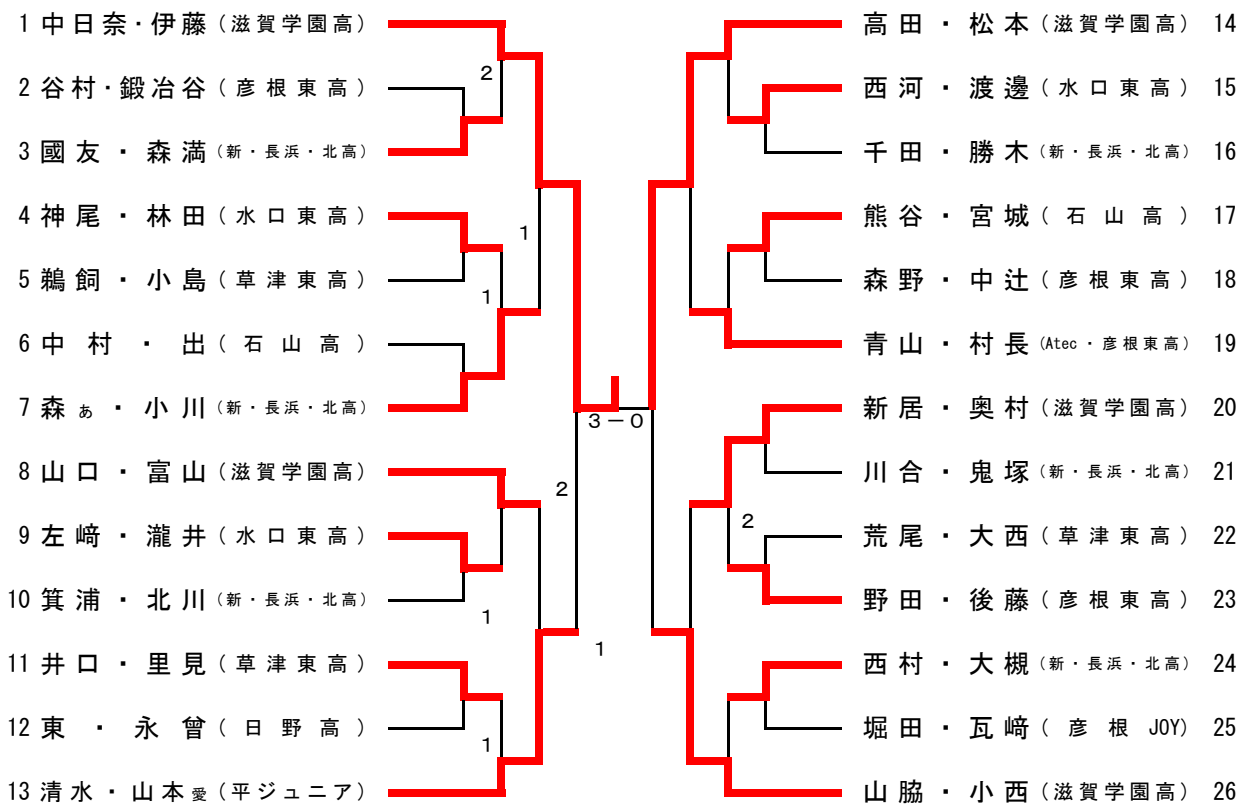 1 中日奈・伊藤 (滋賀学園高)
2 谷村・鍛冶谷 (彦根東高)
3 國友・森満 (新・長浜・北高)
4 神尾・林田 (水口東高)
5 鵜飼・小島 (草津東高)
6 中村・出 (石山高)
7 森ぁ・小川 (新・長浜・北高)
8 山口・富山 (滋賀学園高)
9 左﨑・瀧井 (水口東高)
10 箕浦・北川 (新・長浜・北高)
11 井口・里見 (草津東高)
12 東・永曾 (日野高)
13 清水・山本愛 (平ジュニア)
2
1
1
2
1
1
3－0
1
2
高田・松本 (滋賀学園高) 14
西河・渡邊 (水口東高) 15
千田・勝木 (新・長浜・北高) 16
熊谷・宮城 (石山高) 17
森野・中辻 (彦根東高) 18
青山・村長 (Atec・彦根東高) 19
新居・奥村 (滋賀学園高) 20
川合・鬼塚 (新・長浜・北高) 21
荒尾・大西 (草津東高) 22
野田・後藤 (彦根東高) 23
西村・大槻 (新・長浜・北高) 24
堀田・瓦﨑 (彦根JOY) 25
山脇・小西 (滋賀学園高) 26